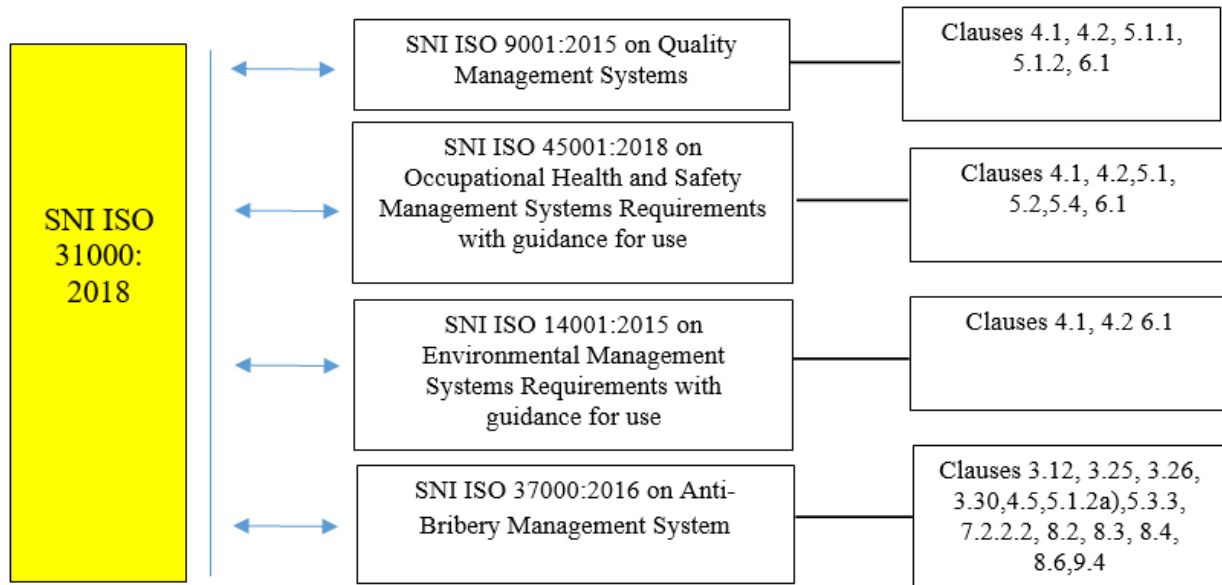 SNI ISO
31000:
2018
SNI ISO 9001:2015 on Quality
Management Systems
Clauses 4.1, 4.2, 5.1.1,
5.1.2, 6.1
SNI ISO 45001:2018 on
Occupational Health and Safety
Management Systems Requirements
with guidance for use
Clauses 4.1, 4.2,5.1,
5.2,5.4, 6.1
SNI ISO 14001:2015 on
Environmental Management
Systems Requirements with
guidance for use
Clauses 4.1, 4.2 6.1
SNI ISO 37000:2016 on Anti-
Bribery Management System
Clauses 3.12, 3.25, 3.26,
3.30,4.5,5.1.2a),5.3.3,
7.2.2.2, 8.2, 8.3, 8.4,
8.6,9.4